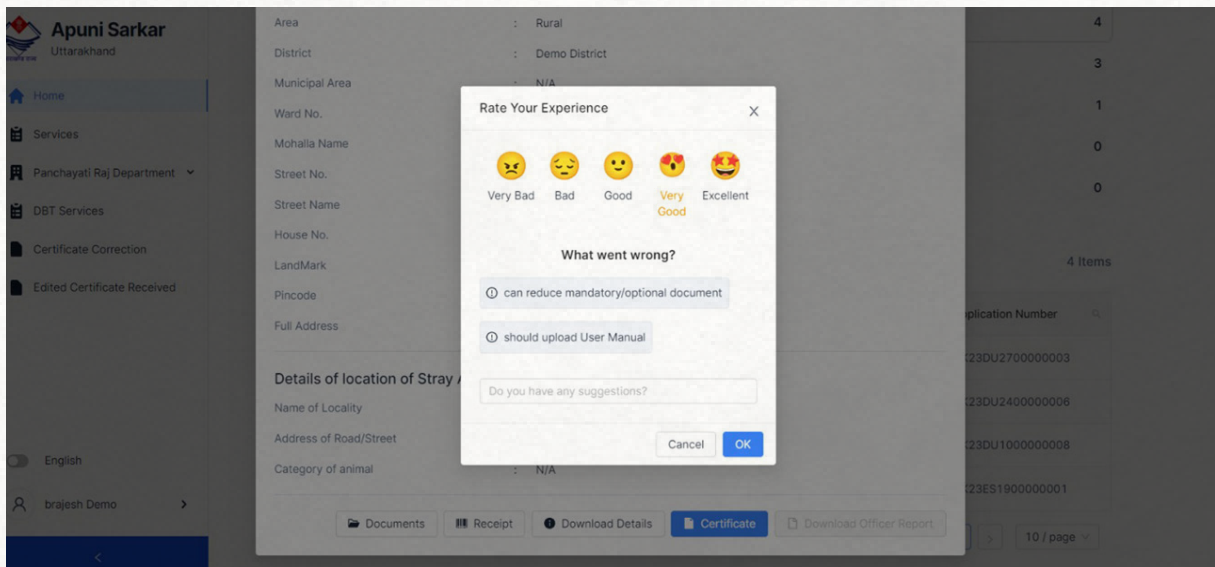 Apuni Sarkar
Uttarakhand
Home
Services
Panchayati Raj Department
DBT Services
Certificate Correction
Edited Certificate Received
English
brajesh Demo
Area : Rural
District : Demo District
Municipal Area : N/A
Ward No.
Mohalla Name
Street No.
Street Name
House No.
LandMark
Pincode
Full Address
Details of location of Stray
Name of Locality
Address of Road/Street
Category of animal : N/A
Documents
Receipt
Download Details
Certificate
Download Officer Report
Rate Your Experience
X
Very Bad
Bad
Good
Very
Good
Excellent
What went wrong?
can reduce mandatory/optional document
should upload User Manual
Do you have any suggestions?
Cancel
OK
4
3
1
0
0
4 Items
plication Number
23DU2700000003
23DU2400000006
23DU1000000008
23ES1900000001
10 / page